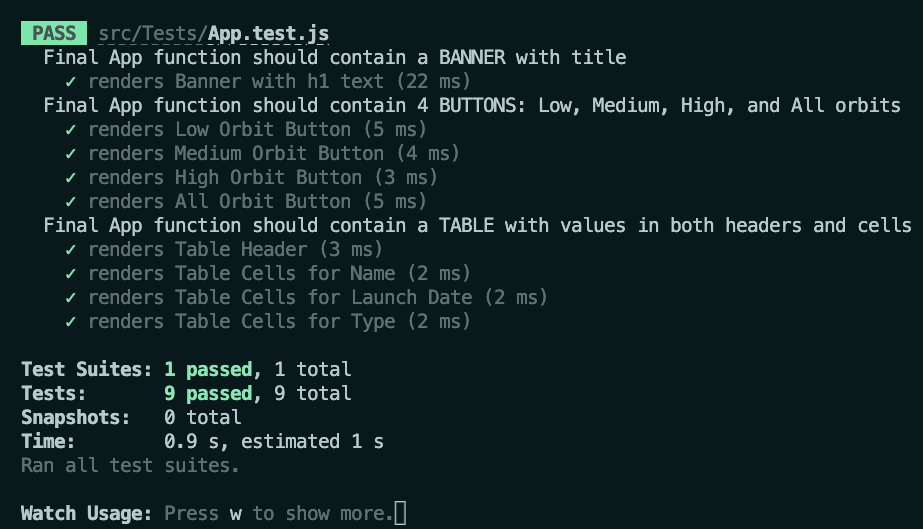 PASS src/Tests/App.test.js
Final App function should contain a BANNER with title
✓ renders Banner with h1 text (22 ms)
Final App function should contain 4 BUTTONS: Low, Medium, High, and All orbits
✓ renders Low Orbit Button (5 ms)
✓ renders Medium Orbit Button (4 ms)
✓ renders High Orbit Button (3 ms)
✓ renders All Orbit Button (5 ms)
Final App function should contain a TABLE with values in both headers and cells
✓ renders Table Header (3 ms)
✓ renders Table Cells for Name (2 ms)
✓ renders Table Cells for Launch Date (2 ms)
✓ renders Table Cells for Type (2 ms)
Test Suites: 1 passed, 1 total
Tests: 9 passed, 9 total
Snapshots: 0 total
Time: 0.9 s, estimated 1 s
Ran all test suites.
Watch Usage: Press w to show more.